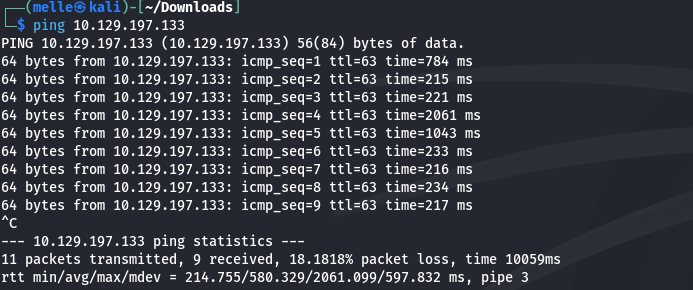 ┌──(melle㉿kali)-[~/Downloads]
└─$ ping 10.129.197.133
PING 10.129.197.133 (10.129.197.133) 56(84) bytes of data.
64 bytes from 10.129.197.133: icmp_seq=1 ttl=63 time=784 ms
64 bytes from 10.129.197.133: icmp_seq=2 ttl=63 time=215 ms
64 bytes from 10.129.197.133: icmp_seq=3 ttl=63 time=221 ms
64 bytes from 10.129.197.133: icmp_seq=4 ttl=63 time=2061 ms
64 bytes from 10.129.197.133: icmp_seq=5 ttl=63 time=1043 ms
64 bytes from 10.129.197.133: icmp_seq=6 ttl=63 time=233 ms
64 bytes from 10.129.197.133: icmp_seq=7 ttl=63 time=216 ms
64 bytes from 10.129.197.133: icmp_seq=8 ttl=63 time=234 ms
64 bytes from 10.129.197.133: icmp_seq=9 ttl=63 time=217 ms
^C
--- 10.129.197.133 ping statistics ---
11 packets transmitted, 9 received, 18.1818% packet loss, time 10059ms
rtt min/avg/max/mdev = 214.755/580.329/2061.099/597.832 ms, pipe 3